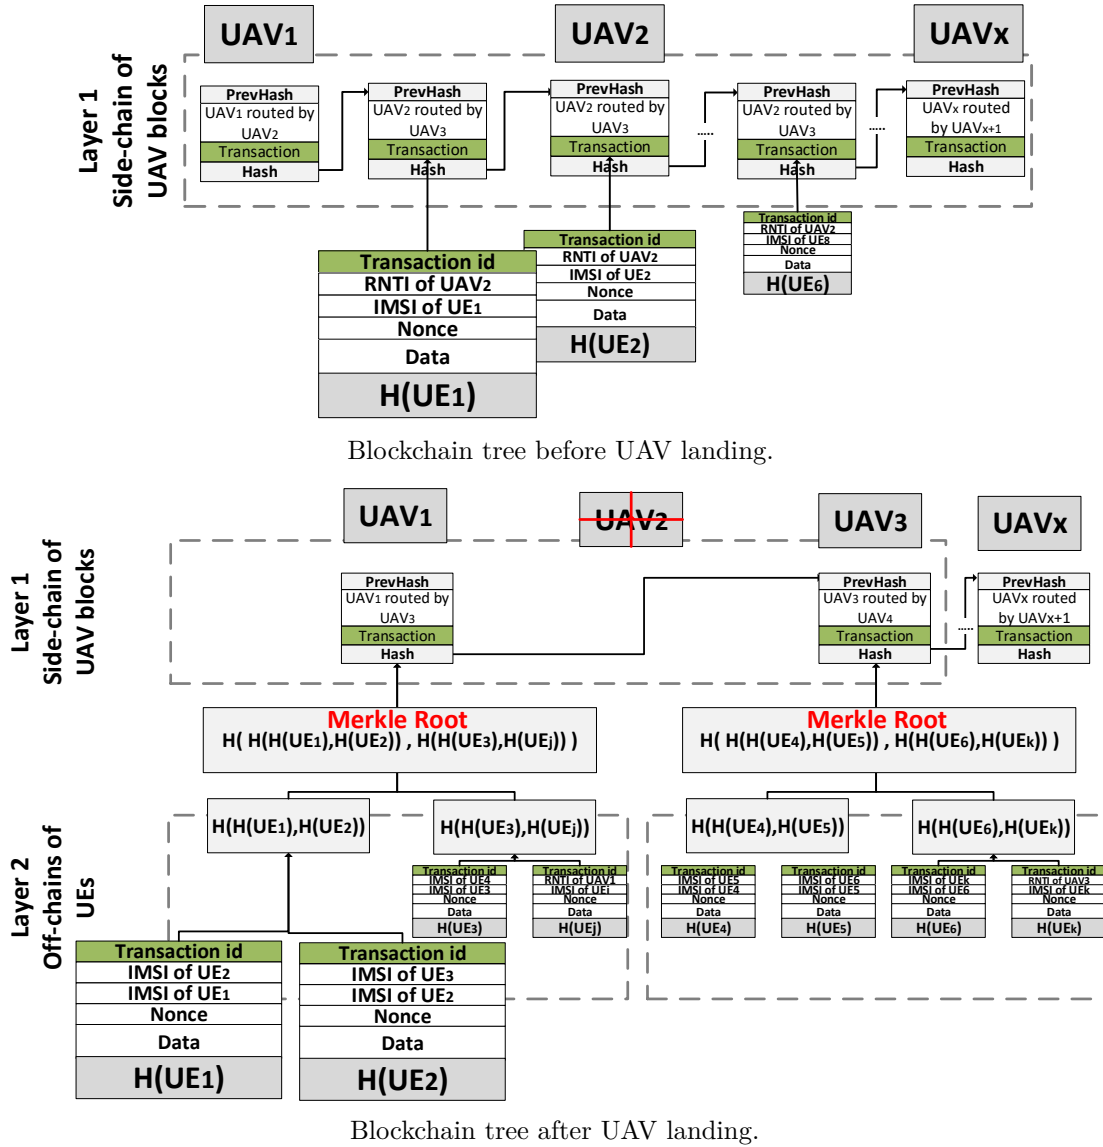 UAV1
UAV2
UAVx
Layer 1
Side-chain of
UAV blocks
PrevHash
UAV1 routed by
UAV2
Transaction
Hash
PrevHash
UAV2 routed by
UAV3
Transaction
Hash
PrevHash
UAV2 routed by
UAV3
Transaction
Hash
.....
PrevHash
UAV2 routed by
UAV3
Transaction
Hash
.....
PrevHash
UAVx routed
by UAVx+1
Transaction
Hash
Transaction id
RNTI of UAV2
IMSI of UE1
Nonce
Data
H(UE1)
Transaction id
RNTI of UAV2
IMSI of UE2
Nonce
Data
H(UE2)
Transaction id
RNTI of UAV2
IMSI of UE8
Nonce
Data
H(UE6)
Blockchain tree before UAV landing.
UAV1
UAV2
UAV3
UAVx
Layer 1
Side-chain of
UAV blocks
PrevHash
UAV1 routed by
UAV3
Transaction
Hash
PrevHash
UAV3 routed by
UAV4
Transaction
Hash
.....
PrevHash
UAVx routed
by UAVx+1
Transaction
Hash
Merkle Root
H( H(H(UE1),H(UE2)) , H(H(UE3),H(UEj)) )
Merkle Root
H( H(H(UE4),H(UE5)) , H(H(UE6),H(UEk)) )
Layer 2
Off-chains of
UEs
H(H(UE1),H(UE2))
H(H(UE3),H(UEj))
H(H(UE4),H(UE5))
H(H(UE6),H(UEk))
Transaction id
IMSI of UE4
IMSI of UE3
Nonce
Data
H(UE3)
Transaction id
RNTI of UAV1
IMSI of UEj
Nonce
Data
H(UEj)
Transaction id
IMSI of UE5
IMSI of UE4
Nonce
Data
H(UE4)
Transaction id
IMSI of UE6
IMSI of UE5
Nonce
Data
H(UE5)
Transaction id
IMSI of UEk
IMSI of UE6
Nonce
Data
H(UE6)
Transaction id
RNTI of UAV3
IMSI of UEk
Nonce
Data
H(UEk)
Transaction id
IMSI of UE2
IMSI of UE1
Nonce
Data
H(UE1)
Transaction id
IMSI of UE3
IMSI of UE2
Nonce
Data
H(UE2)
Blockchain tree after UAV landing.